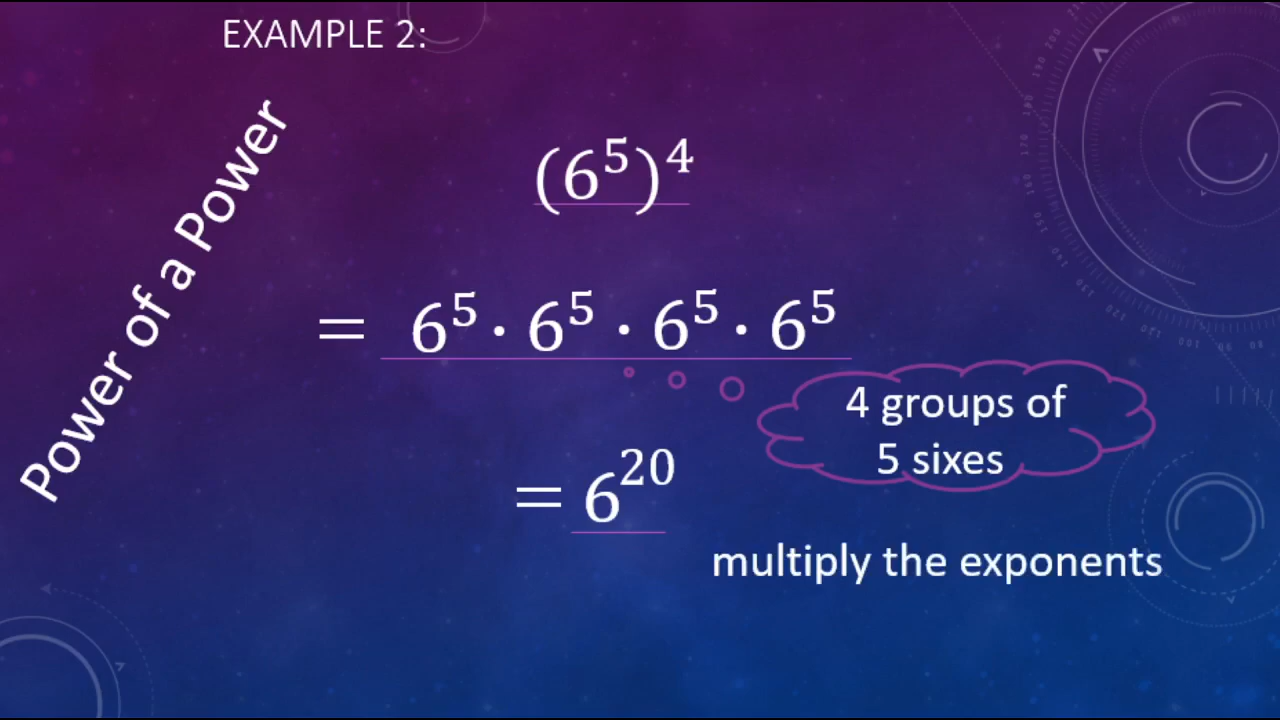 EXAMPLE 2:
Power of a Power
(6⁵)⁴
= 6⁵ · 6⁵ · 6⁵ · 6⁵
4 groups of
5 sixes
= 6²⁰
multiply the exponents